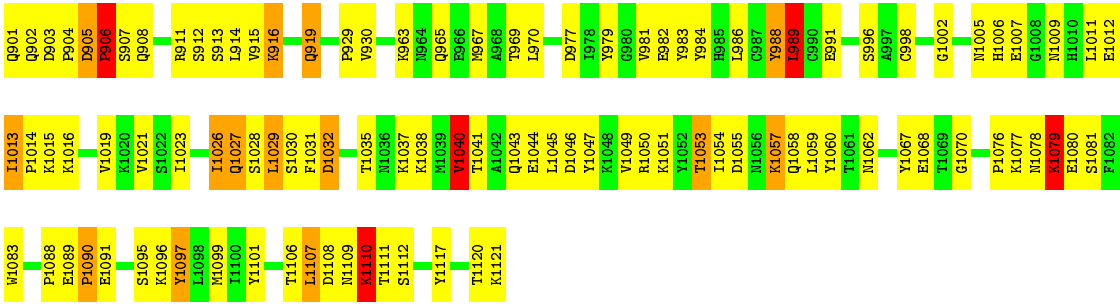 Q901 Q902 D903 P904 D905 P906 S907 Q908 R911 S912 S913 L914 V915 K916 Q919 P929 V930 K963 N964 Q965 E966 M967 A968 T969 L970 D977 I978 Y979 G980 V981 E982 Y983 Y984 H985 L986 C987 Y988 L989 C990 E991 S996 A997 C998 G1002 N1005 H1006 E1007 G1008 N1009 H1010 L1011 E1012
I1013 P1014 K1015 K1016 V1019 K1020 V1021 S1022 I1023 I1026 Q1027 S1028 L1029 S1030 F1031 D1032 T1035 N1036 K1037 K1038 M1039 V1040 T1041 A1042 Q1043 E1044 L1045 D1046 Y1047 K1048 V1049 R1050 K1051 Y1052 T1053 I1054 D1055 N1056 K1057 Q1058 L1059 Y1060 T1061 N1062 Y1067 E1068 T1069 G1070 P1076 K1077 N1078 K1079 E1080 S1081 F1082
W1083 P1088 E1089 P1090 E1091 S1095 K1096 Y1097 L1098 M1099 I1100 Y1101 T1106 L1107 D1108 N1109 K1110 T1111 S1112 Y1117 T1120 K1121